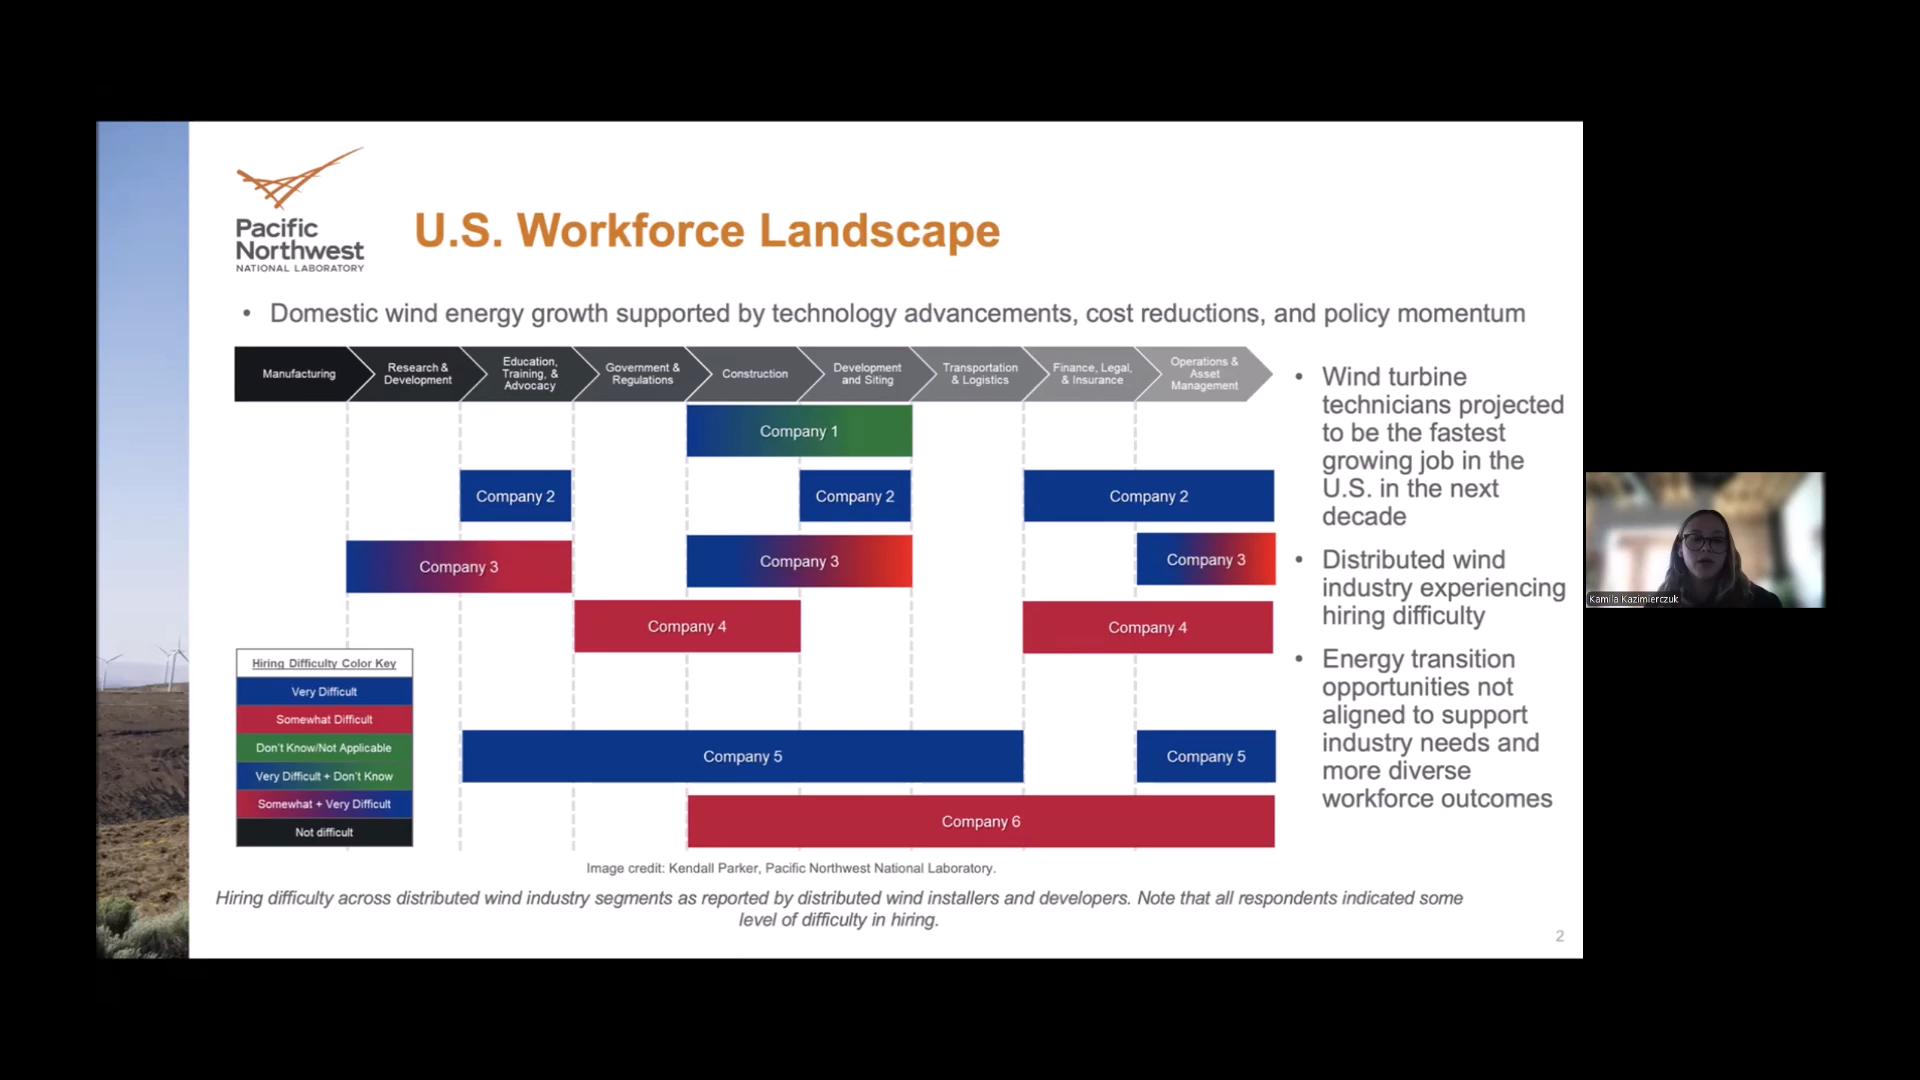 Pacific
Northwest
NATIONAL LABORATORY
U.S. Workforce Landscape
• Domestic wind energy growth supported by technology advancements, cost reductions, and policy momentum
Manufacturing
Research &
Development
Education,
Training, &
Advocacy
Government &
Regulations
Construction
Development
and Siting
Transportation
& Logistics
Finance, Legal,
& Insurance
Operations &
Asset
Management
Company 1
Company 2
Company 2
Company 2
Company 3
Company 3
Company 3
Company 4
Company 4
Company 5
Company 5
Company 6
Hiring Difficulty Color Key
Very Difficult
Somewhat Difficult
Don't Know/Not Applicable
Very Difficult + Don't Know
Somewhat + Very Difficult
Not difficult
• Wind turbine
technicians projected
to be the fastest
growing job in the
U.S. in the next
decade
• Distributed wind
industry experiencing
hiring difficulty
• Energy transition
opportunities not
aligned to support
industry needs and
more diverse
workforce outcomes
Image credit: Kendall Parker, Pacific Northwest National Laboratory.
Hiring difficulty across distributed wind industry segments as reported by distributed wind installers and developers. Note that all respondents indicated some
level of difficulty in hiring.
2
Kamila Kazimierczuk